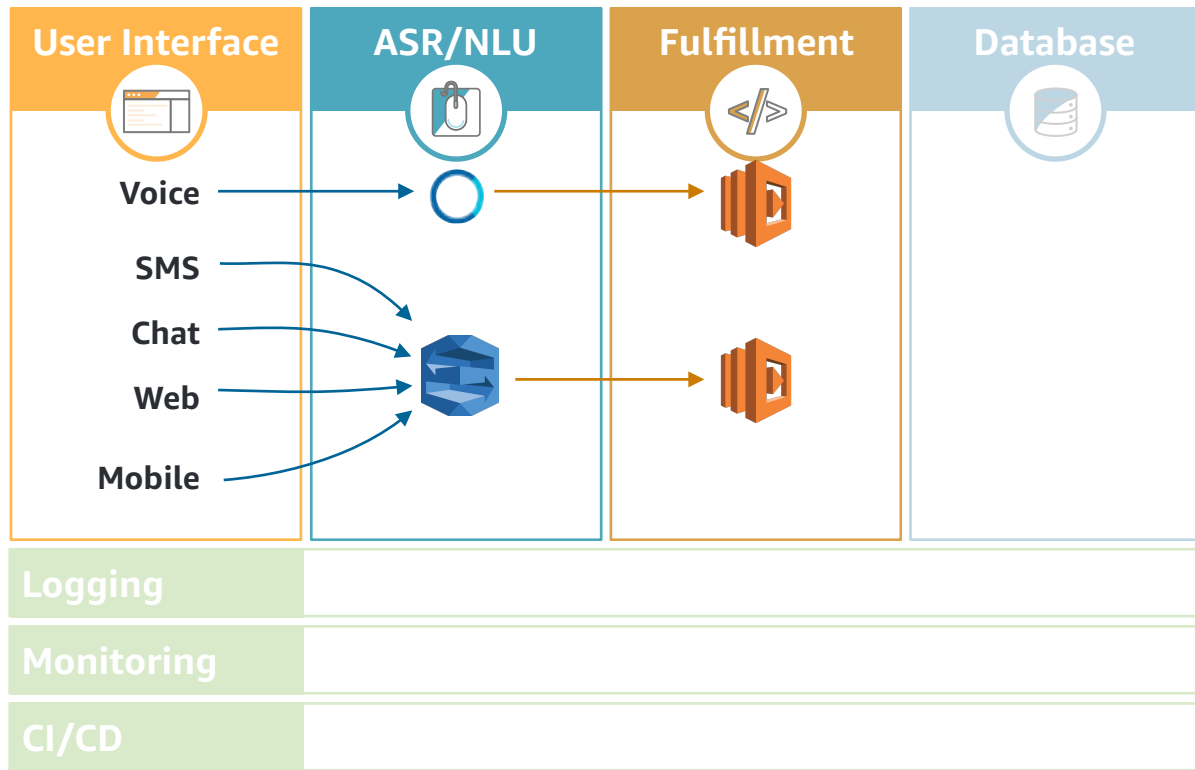 User Interface
ASR/NLU
Fulfillment
Database
</>
Voice
SMS
Chat
Web
Mobile
Logging
Monitoring
CI/CD